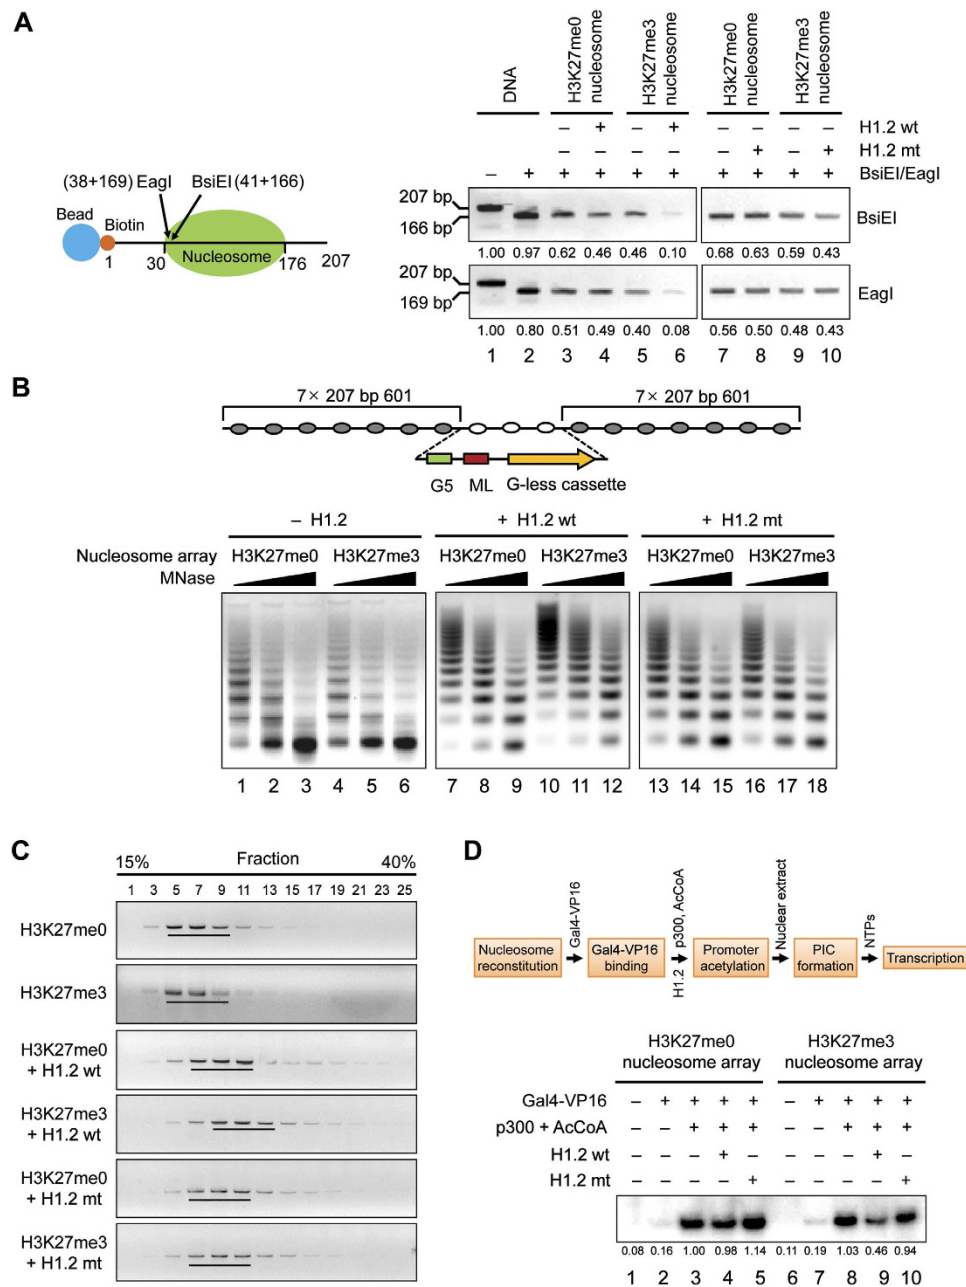 A
DNA
H3K27me0
nucleosome
H3K27me3
nucleosome
H3k27me0
nucleosome
H3K27me3
nucleosome
– + – + H1.2 wt
– + – + H1.2 mt
– + + + + + + + + + BsiEI/EagI
(38+169) EagI BsiEI (41+166)
Bead
Biotin
Nucleosome
1 30 176 207
207 bp
166 bp
BsiEI
1.00 0.97 0.62 0.46 0.46 0.10 0.68 0.63 0.59 0.43
207 bp
169 bp
EagI
1.00 0.80 0.51 0.49 0.40 0.08 0.56 0.50 0.48 0.43
1 2 3 4 5 6 7 8 9 10
B
7× 207 bp 601 7× 207 bp 601
G5 ML G-less cassette
– H1.2 + H1.2 wt + H1.2 mt
Nucleosome array H3K27me0 H3K27me3 H3K27me0 H3K27me3 H3K27me0 H3K27me3
MNase
1 2 3 4 5 6 7 8 9 10 11 12 13 14 15 16 17 18
C
15% Fraction 40%
1 3 5 7 9 11 13 15 17 19 21 23 25
H3K27me0
H3K27me3
H3K27me0
+ H1.2 wt
H3K27me3
+ H1.2 wt
H3K27me0
+ H1.2 mt
H3K27me3
+ H1.2 mt
D
Nucleosome
reconstitution
Gal4-VP16
Gal4-VP16
binding
H1.2
p300, AcCoA
Promoter
acetylation
Nuclear extract
PIC
formation
NTPs
Transcription
H3K27me0
nucleosome array
H3K27me3
nucleosome array
Gal4-VP16 – + + + + – + + + +
p300 + AcCoA – – + + + – – + + +
H1.2 wt – – – + – – – – + –
H1.2 mt – – – – + – – – – +
0.08 0.16 1.00 0.98 1.14 0.11 0.19 1.03 0.46 0.94
1 2 3 4 5 6 7 8 9 10